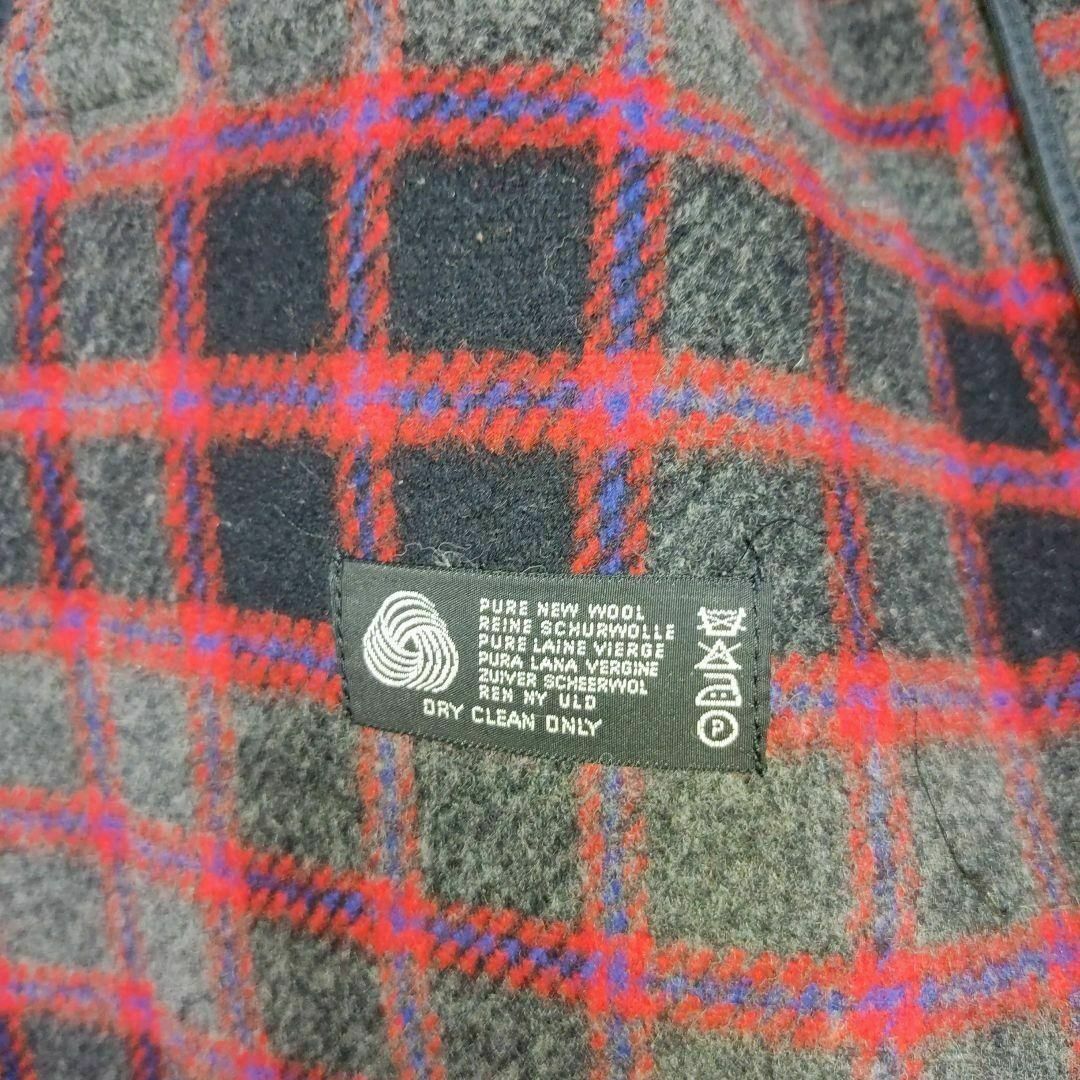 PURE NEW WOOL
REINE SCHURWOLLE
PURE LAINE VIERGE
PURA LANA VERGINE
ZUIVER SCHEERWOL
REN NY ULD
DRY CLEAN ONLY
P